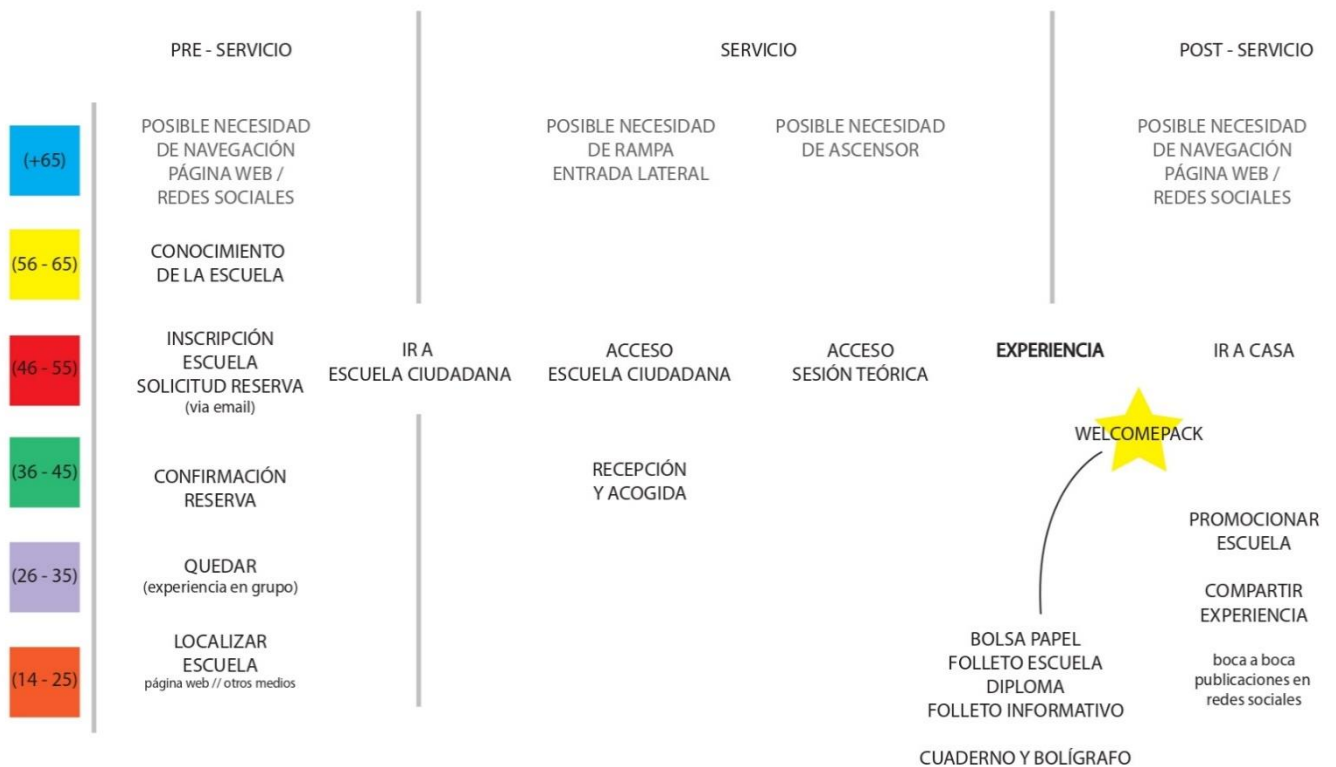 PRE - SERVICIO
SERVICIO
POST - SERVICIO
(+65)
POSIBLE NECESIDAD
DE NAVEGACIÓN
PÁGINA WEB /
REDES SOCIALES
POSIBLE NECESIDAD
DE RAMPA
ENTRADA LATERAL
POSIBLE NECESIDAD
DE ASCENSOR
POSIBLE NECESIDAD
DE NAVEGACIÓN
PÁGINA WEB /
REDES SOCIALES
(56 - 65)
CONOCIMIENTO
DE LA ESCUELA
(46 - 55)
INSCRIPCIÓN
ESCUELA
SOLICITUD RESERVA
(via email)
IR A
ESCUELA CIUDADANA
ACCESO
ESCUELA CIUDADANA
ACCESO
SESIÓN TEÓRICA
EXPERIENCIA
IR A CASA
WELCOMEPACK
(36 - 45)
CONFIRMACIÓN
RESERVA
RECEPCIÓN
Y ACOGIDA
PROMOCIONAR
ESCUELA
(26 - 35)
QUEDAR
(experiencia en grupo)
COMPARTIR
EXPERIENCIA
(14 - 25)
LOCALIZAR
ESCUELA
página web // otros medios
BOLSA PAPEL
FOLLETO ESCUELA
DIPLOMA
FOLLETO INFORMATIVO
CUADERNO Y BOLÍGRAFO
boca a boca
publicaciones en
redes sociales